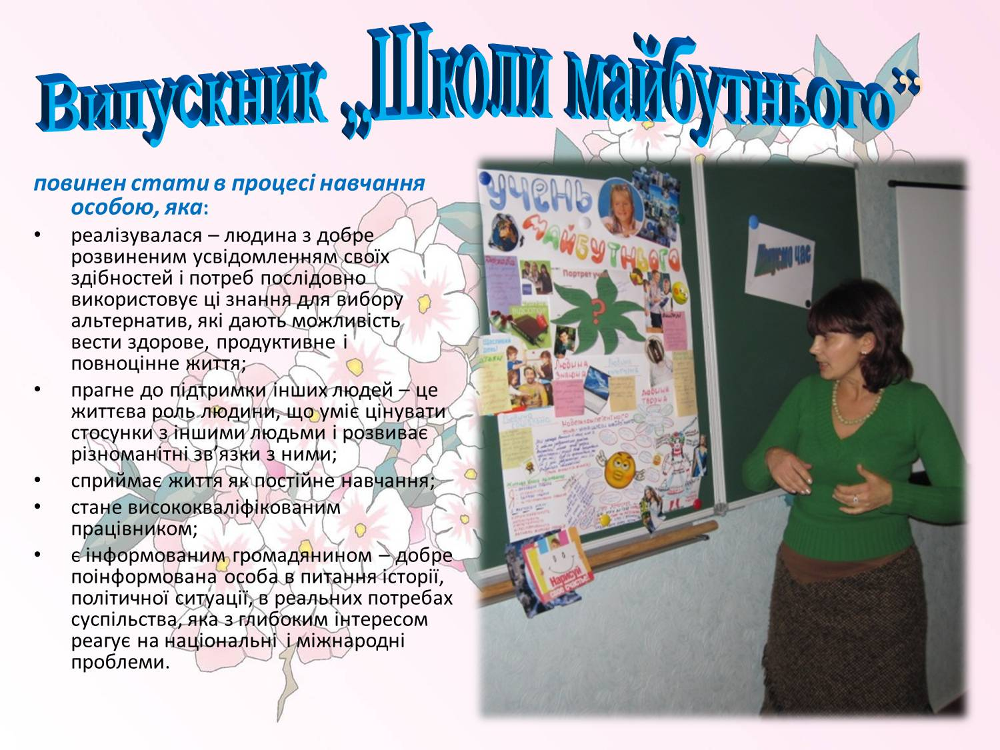 Випускник „Школи майбутнього”
повинен стати в процесі навчання
особою, яка:
• реалізувалася – людина з добре
розвиненим усвідомленням своїх
здібностей і потреб послідовно
використовує ці знання для вибору
альтернатив, які дають можливість
вести здорове, продуктивне і
повноцінне життя;
• прагне до підтримки інших людей – це
життєва роль людини, що уміє цінувати
стосунки з іншими людьми і розвиває
різноманітні зв’язки з ними;
• сприймає життя як постійне навчання;
• стане висококваліфікованим
працівником;
• є інформованим громадянином – добре
поінформована особа в питання історії,
політичної ситуації, в реальних потребах
суспільства, яка з глибоким інтересом
реагує на національні і міжнародні
проблеми.
учень
майбутнього
Портрет
?
Щасливий
день!
Людина
Людина
творча
Нарисуй
свое счастье!
час